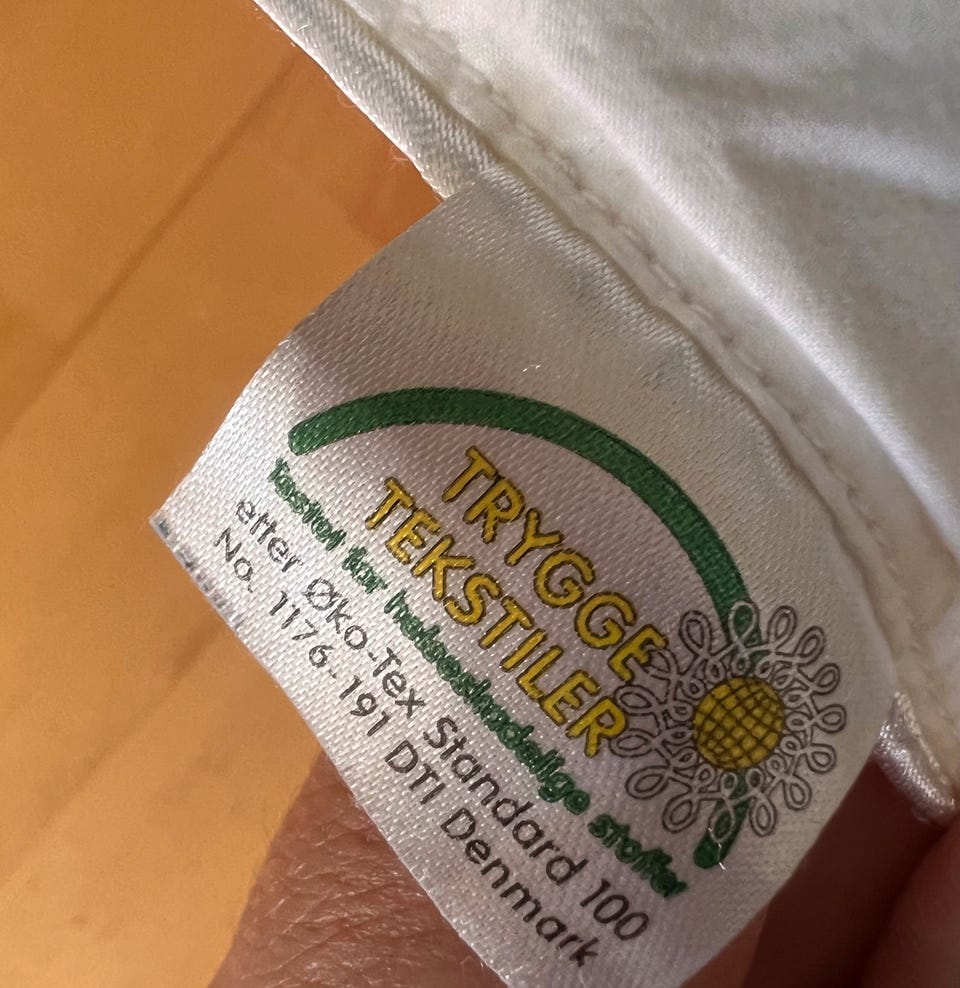 TRYGGE
TEKSTILER
Testet for helseskadelige stoffer
etter Øko-Tex Standard 100
No. 1176-191 DTI Denmark